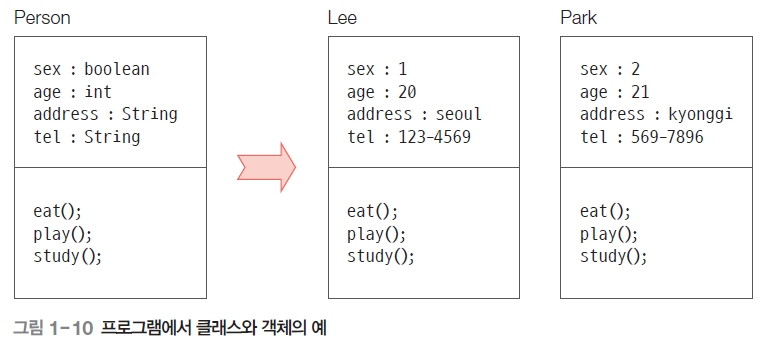 Person
sex : boolean
age : int
address : String
tel : String
eat();
play();
study();
Lee
sex : 1
age : 20
address : seoul
tel : 123-4569
eat();
play();
study();
Park
sex : 2
age : 21
address : kyonggi
tel : 569-7896
eat();
play();
study();
그림 1-10 프로그램에서 클래스와 객체의 예